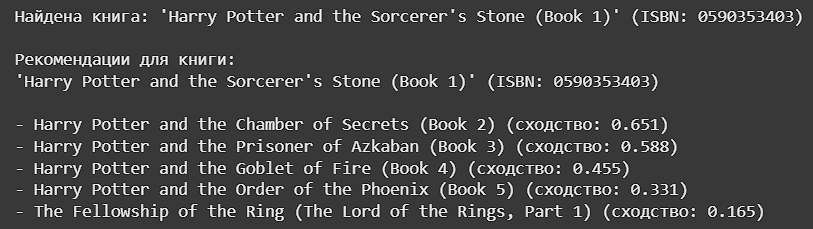 Найдена книга: 'Harry Potter and the Sorcerer's Stone (Book 1)' (ISBN: 0590353403)
Рекомендации для книги:
'Harry Potter and the Sorcerer's Stone (Book 1)' (ISBN: 0590353403)
- Harry Potter and the Chamber of Secrets (Book 2) (сходство: 0.651)
- Harry Potter and the Prisoner of Azkaban (Book 3) (сходство: 0.588)
- Harry Potter and the Goblet of Fire (Book 4) (сходство: 0.455)
- Harry Potter and the Order of the Phoenix (Book 5) (сходство: 0.331)
- The Fellowship of the Ring (The Lord of the Rings, Part 1) (сходство: 0.165)